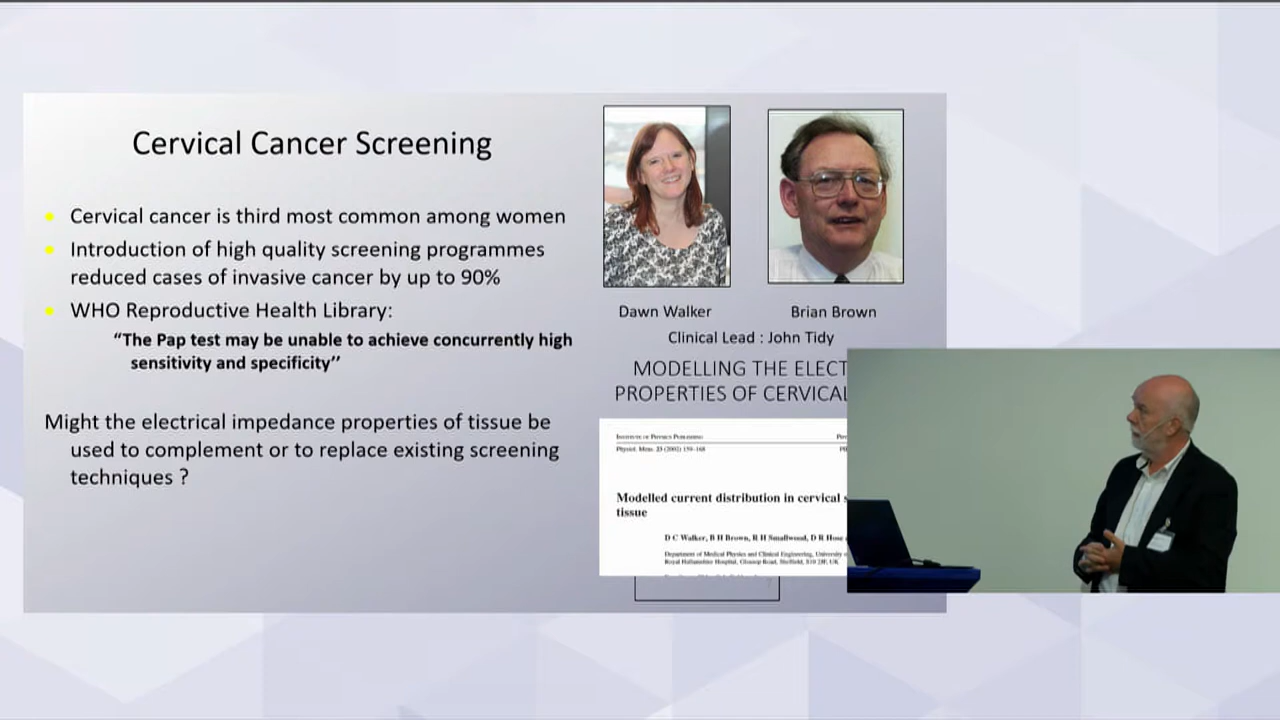 Cervical Cancer Screening
Cervical cancer is third most common among women
Introduction of high quality screening programmes
reduced cases of invasive cancer by up to 90%
WHO Reproductive Health Library:
“The Pap test may be unable to achieve concurrently high
sensitivity and specificity”
Might the electrical impedance properties of tissue be
used to complement or to replace existing screening
techniques ?
Dawn Walker
Brian Brown
Clinical Lead : John Tidy
MODELLING THE ELECT
PROPERTIES OF CERVICAL
INSTITUTE OF PHYSICS PUBLISHING
Physiol. Meas. 23 (2002) 159–168
Modelled current distribution in cervical
tissue
D C Walker, B H Brown, R H Smallwood, D R Hose
Department of Medical Physics and Clinical Engineering, University
Royal Hallamshire Hospital, Glossop Road, Sheffield, S10 2JF, UK